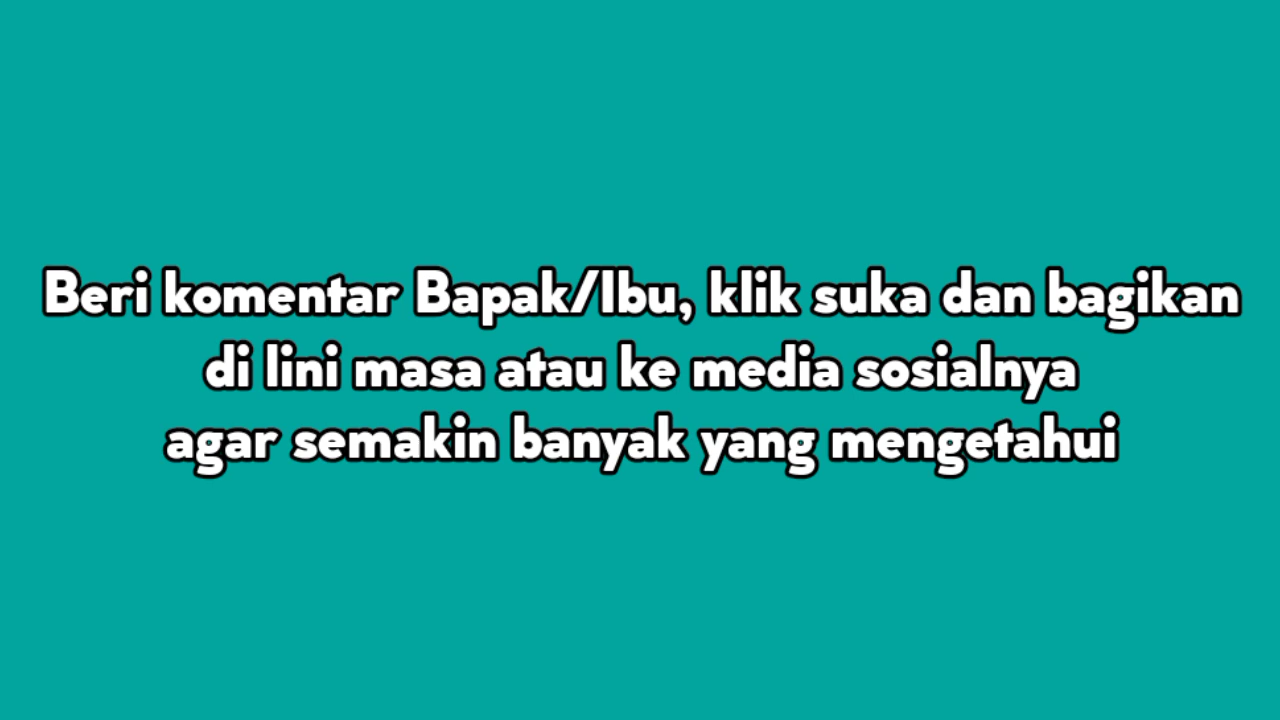 Beri komentar Bapak/Ibu, klik suka dan bagikan
di lini masa atau ke media sosialnya
agar semakin banyak yang mengetahui